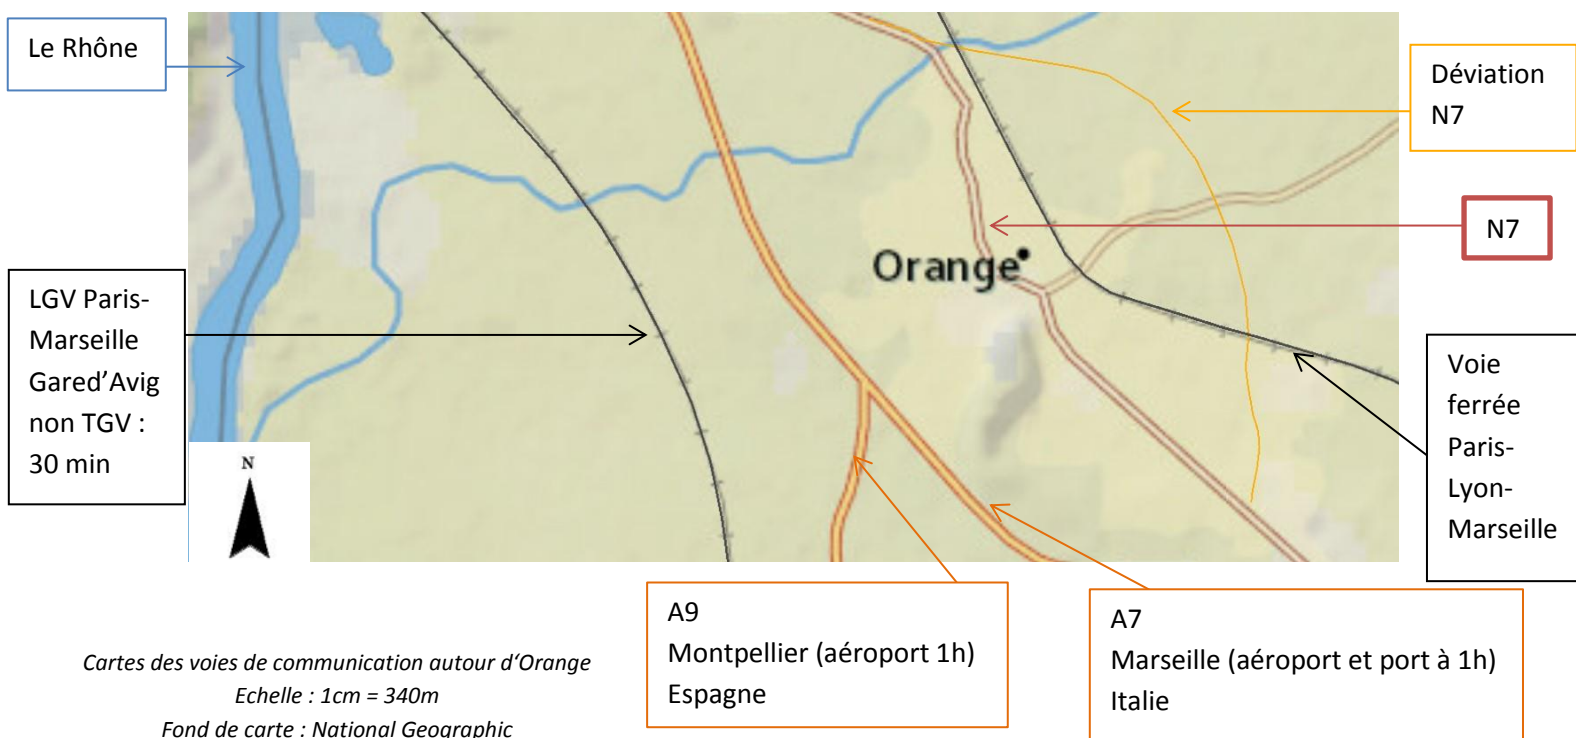 Le Rhône
Déviation
N7
N7
Orange
LGV Paris-
Marseille
Gared’Avig
non TGV :
30 min
Voie
ferrée
Paris-
Lyon-
Marseille
N
A9
Montpellier (aéroport 1h)
Espagne
A7
Marseille (aéroport et port à 1h)
Italie
Cartes des voies de communication autour d‘Orange
Echelle : 1cm = 340m
Fond de carte : National Geographic